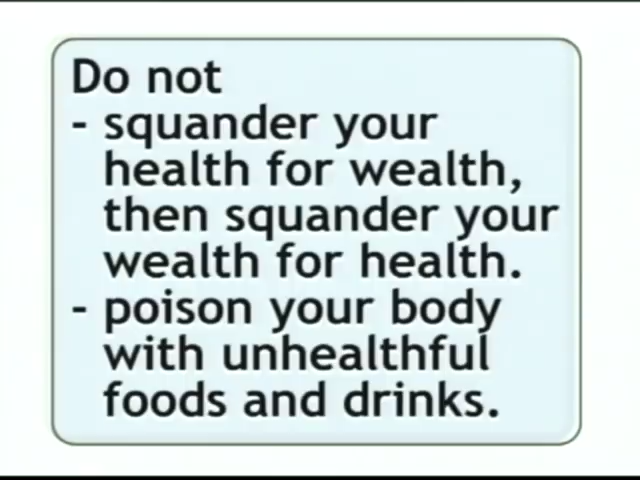 Do not
- squander your
health for wealth,
then squander your
wealth for health.
- poison your body
with unhealthful
foods and drinks.